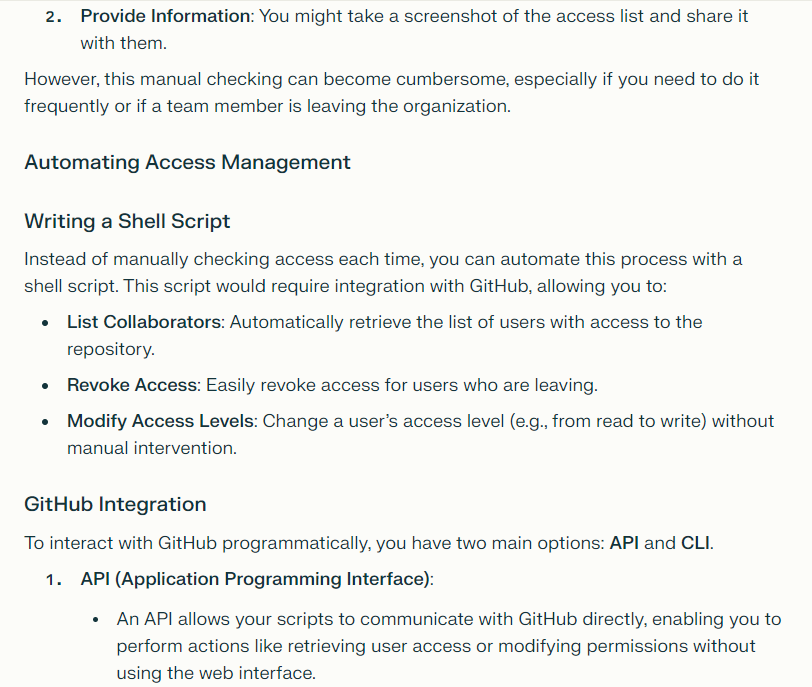 2. Provide Information: You might take a screenshot of the access list and share it
with them.
However, this manual checking can become cumbersome, especially if you need to do it
frequently or if a team member is leaving the organization.
Automating Access Management
Writing a Shell Script
Instead of manually checking access each time, you can automate this process with a
shell script. This script would require integration with GitHub, allowing you to:
• List Collaborators: Automatically retrieve the list of users with access to the
repository.
• Revoke Access: Easily revoke access for users who are leaving.
• Modify Access Levels: Change a user’s access level (e.g., from read to write) without
manual intervention.
GitHub Integration
To interact with GitHub programmatically, you have two main options: API and CLI.
1. API (Application Programming Interface):
• An API allows your scripts to communicate with GitHub directly, enabling you to
perform actions like retrieving user access or modifying permissions without
using the web interface.